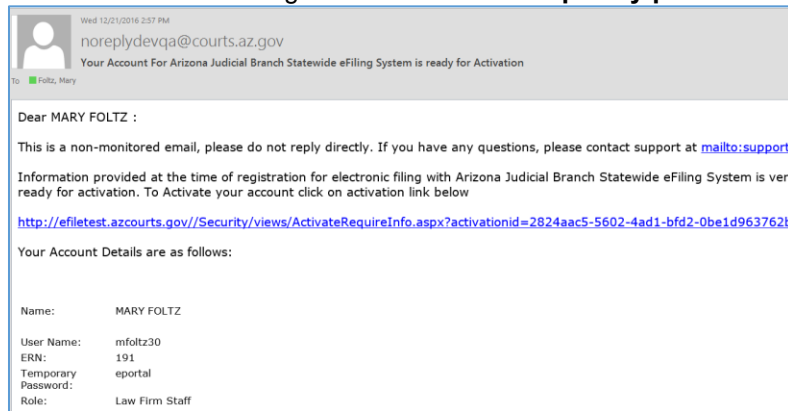 Wed 12/21/2016 2:57 PM
noreplydevqa@courts.az.gov
Your Account For Arizona Judicial Branch Statewide eFiling System is ready for Activation
To Foltz, Mary
Dear MARY FOLTZ :
This is a non-monitored email, please do not reply directly. If you have any questions, please contact support at mailto:support
Information provided at the time of registration for electronic filing with Arizona Judicial Branch Statewide eFiling System is ver
ready for activation. To Activate your account click on activation link below
http://efiletest.azcourts.gov//Security/views/ActivateRequireInfo.aspx?activationid=2824aac5-5602-4ad1-bfd2-0be1d963762b
Your Account Details are as follows:
Name: MARY FOLTZ
User Name: mfoltz30
ERN: 191
Temporary eportal
Password:
Role: Law Firm Staff